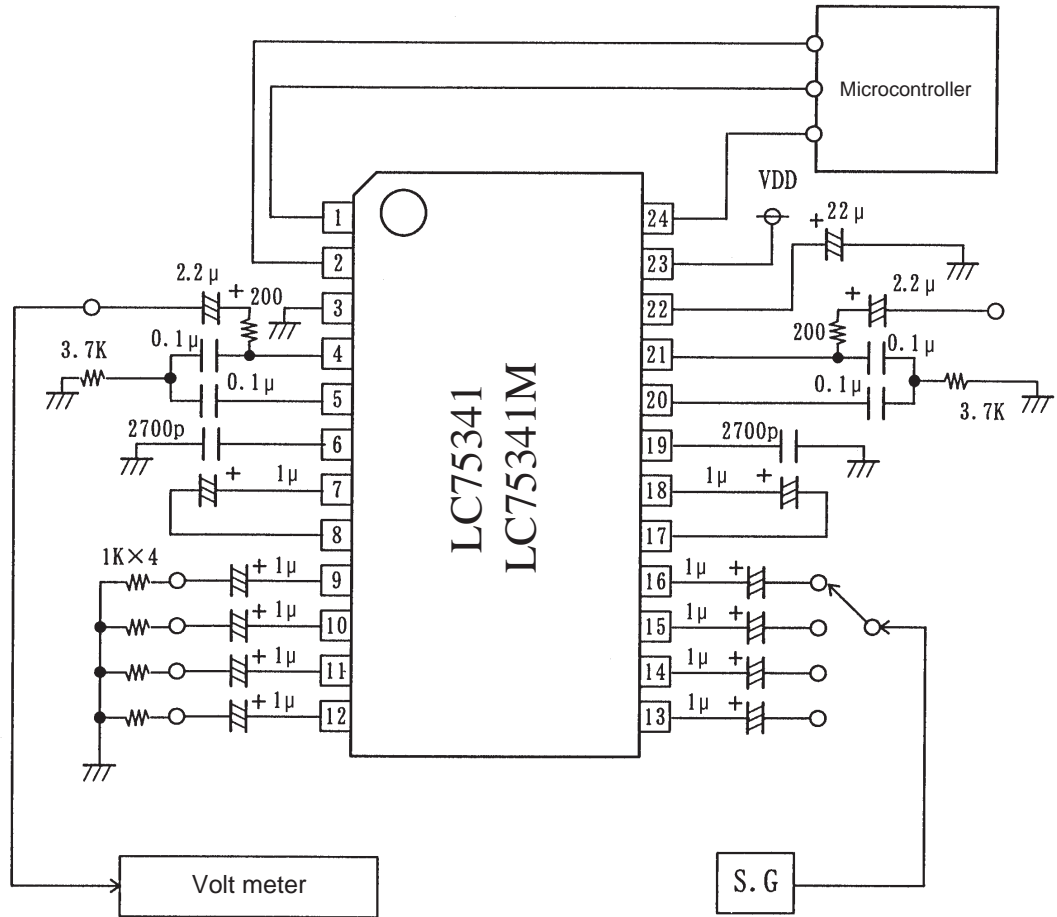 Microcontroller
VDD
22μ
+
1
24
2
23
2.2μ
+
200
3
22
+
2.2μ
200
3.7K
0.1μ
4
21
0.1μ
0.1μ
5
20
0.1μ
3.7K
2700p
6
19
2700p
+
1μ
7
18
1μ
+
8
17
LC75341
LC75341M
1K×4
+
1μ
9
16
1μ
+
+
1μ
10
15
1μ
+
+
1μ
11
14
1μ
+
+
1μ
12
13
1μ
+
Volt meter
S.G